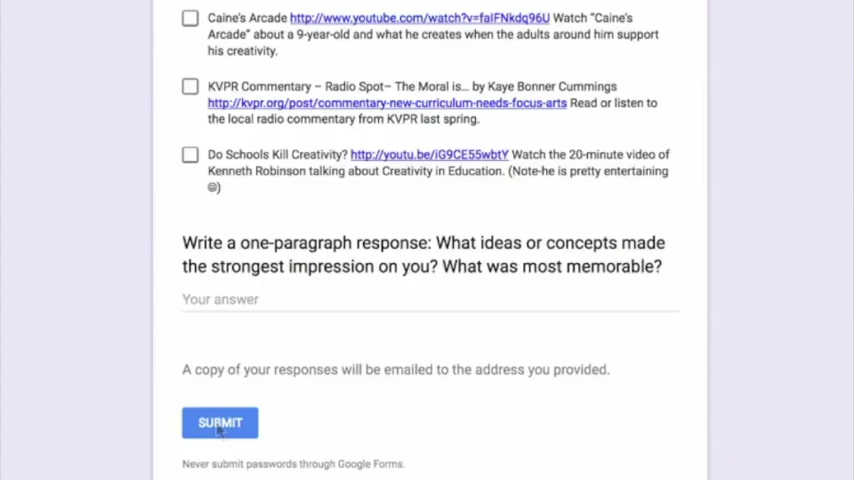 Caine's Arcade http://www.youtube.com/watch?v=faIFNkdq96U Watch “Caine's
Arcade” about a 9-year-old and what he creates when the adults around him support
his creativity.
KVPR Commentary – Radio Spot– The Moral is... by Kaye Bonner Cummings
http://kvpr.org/post/commentary-new-curriculum-needs-focus-arts Read or listen to
the local radio commentary from KVPR last spring.
Do Schools Kill Creativity? http://youtu.be/iG9CE55wbtY Watch the 20-minute video of
Kenneth Robinson talking about Creativity in Education. (Note-he is pretty entertaining
☺)
Write a one-paragraph response: What ideas or concepts made
the strongest impression on you? What was most memorable?
Your answer
A copy of your responses will be emailed to the address you provided.
SUBMIT
Never submit passwords through Google Forms.